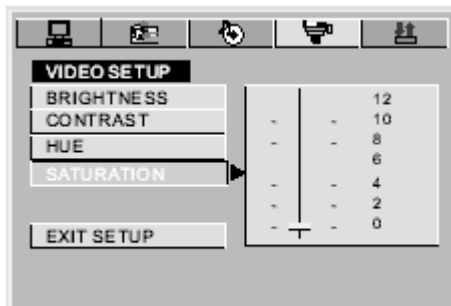 VIDEO SETUP
BRIGHTNESS
CONTRAST
HUE
SATURATION
EXIT SETUP
12
10
8
6
4
2
0